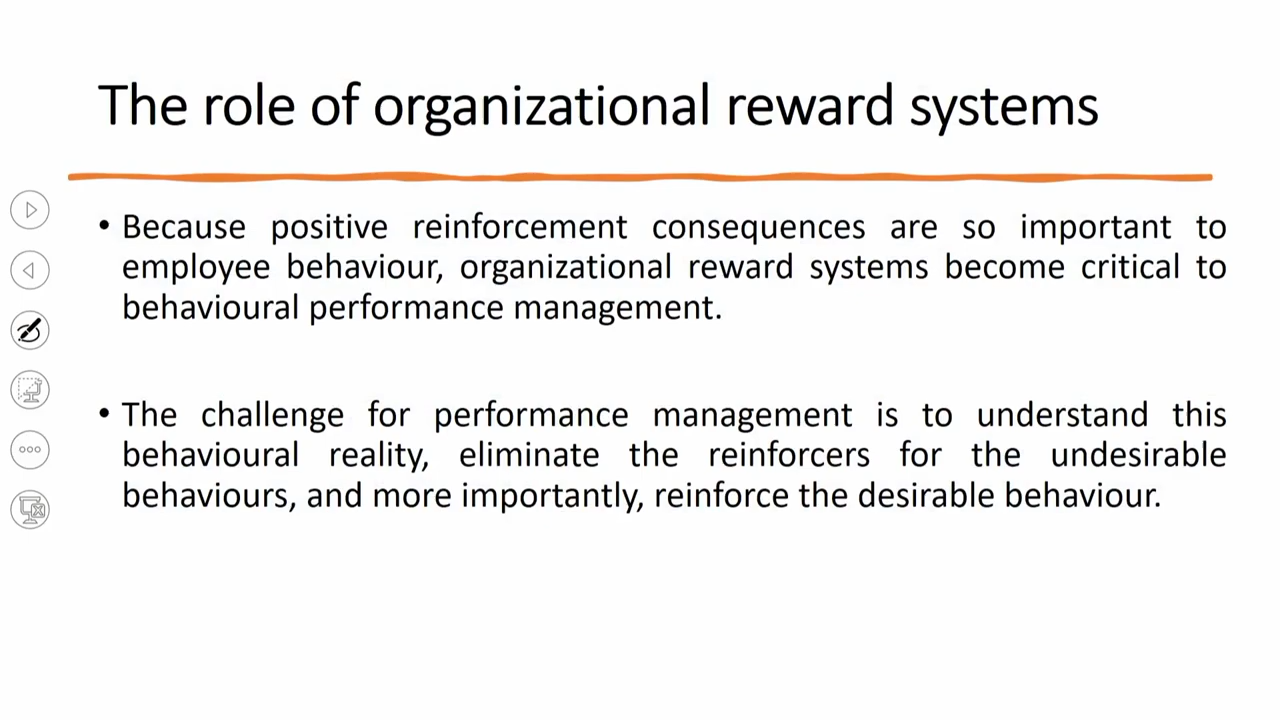 The role of organizational reward systems
• Because positive reinforcement consequences are so important to
employee behaviour, organizational reward systems become critical to
behavioural performance management.
• The challenge for performance management is to understand this
behavioural reality, eliminate the reinforcers for the undesirable
behaviours, and more importantly, reinforce the desirable behaviour.